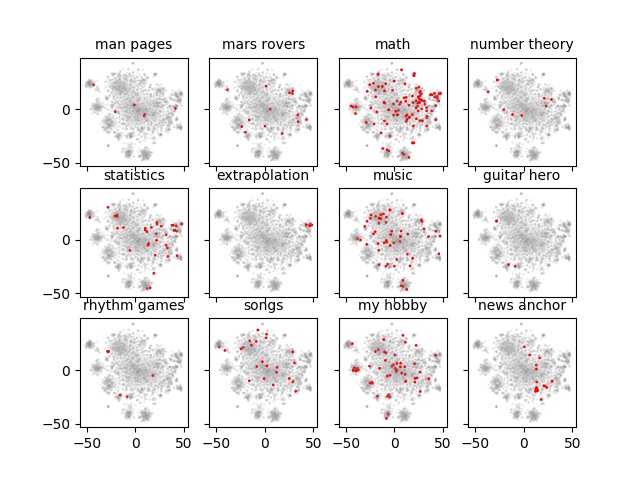 man pages mars rovers math number theory
0
−50
statistics extrapolation music guitar hero
0
−50
rhythm games songs my hobby news anchor
0
−50
−50 0 50 −50 0 50 −50 0 50 −50 0 50